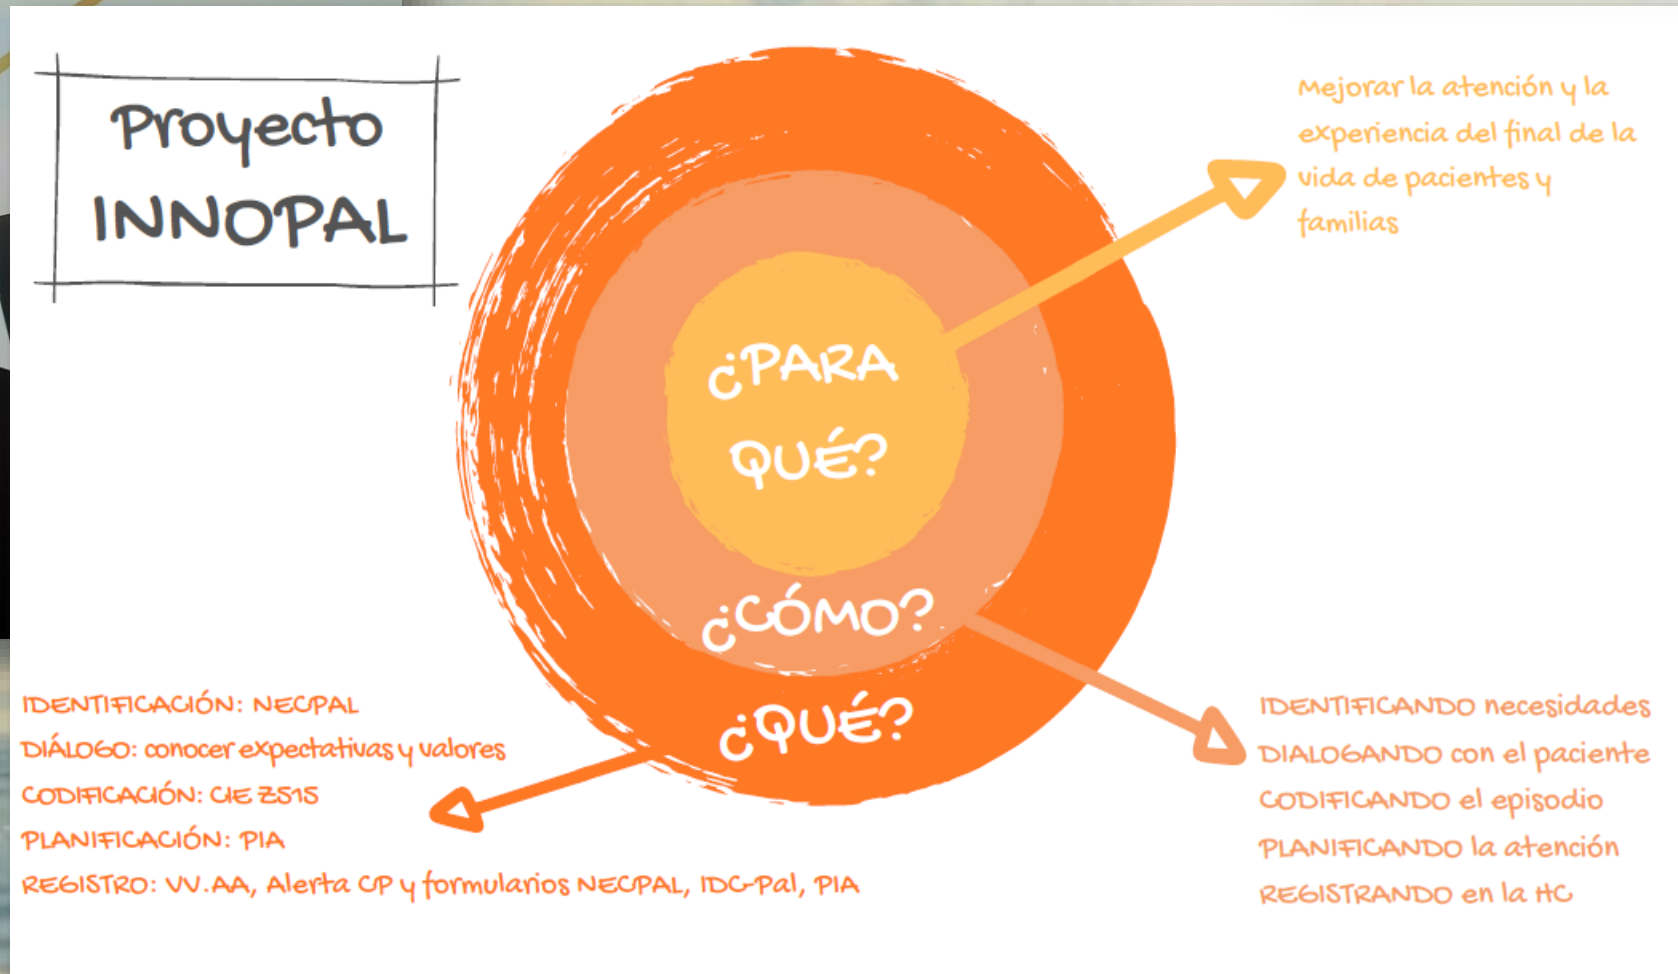 Proyecto
INNOPAL
Mejorar la atención y la
experiencia del final de la
vida de pacientes y
familias
¿PARA
QUÉ?
¿CÓMO?
¿QUÉ?
IDENTIFICACIÓN: NECPAL
DIÁLOGO: conocer expectativas y valores
CODIFICACIÓN: CIE Z515
PLANIFICACIÓN: PIA
REGISTRO: VV.AA, Alerta CP y formularios NECPAL, IDC-Pal, PIA
IDENTIFICANDO necesidades
DIALOGANDO con el paciente
CODIFICANDO el episodio
PLANIFICANDO la atención
REGISTRANDO en la HC